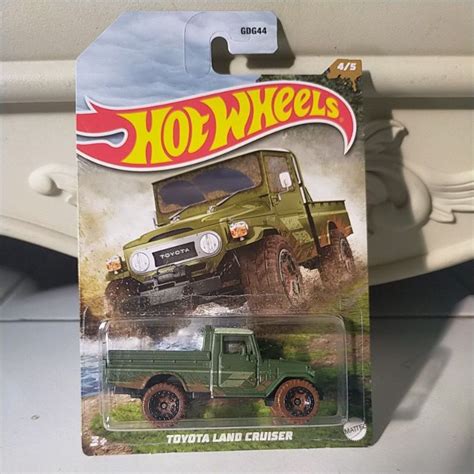 GDG44
4/5
HOT WHEELS
TOYOTA
3+
TOYOTA LAND CRUISER
MATTEL